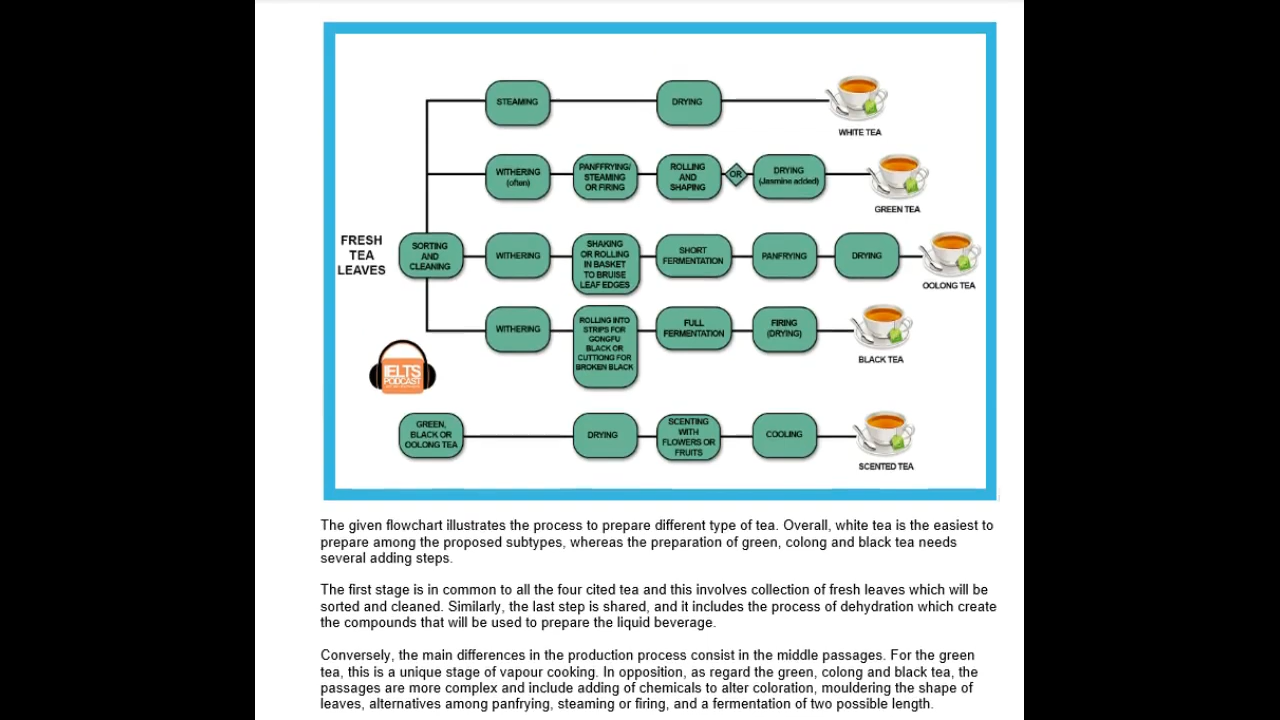 STEAMING
DRYING
WHITE TEA
WITHERING
(often)
PANFFRYING/
STEAMING
OR FIRING
ROLLING
AND
SHAPING
OR
DRYING
(Jasmine added)
GREEN TEA
FRESH
TEA
LEAVES
SORTING
AND
CLEANING
WITHERING
SHAKING
OR ROLLING
IN BASKET
TO BRUISE
LEAF EDGES
SHORT
FERMENTATION
PANFRYING
DRYING
OOLONG TEA
WITHERING
ROLLING INTO
STRIPS FOR
GONGFU
BLACK OR
CUTTIONG FOR
BROKEN BLACK
FULL
FERMENTATION
FIRING
(DRYING)
BLACK TEA
IELTS
PODCAST
GREEN,
BLACK OR
OOLONG TEA
DRYING
SCENTING
WITH
FLOWERS OR
FRUITS
COOLING
SCENTED TEA
The given flowchart illustrates the process to prepare different type of tea. Overall, white tea is the easiest to
prepare among the proposed subtypes, whereas the preparation of green, colong and black tea needs
several adding steps.
The first stage is in common to all the four cited tea and this involves collection of fresh leaves which will be
sorted and cleaned. Similarly, the last step is shared, and it includes the process of dehydration which create
the compounds that will be used to prepare the liquid beverage.
Conversely, the main differences in the production process consist in the middle passages. For the green
tea, this is a unique stage of vapour cooking. In opposition, as regard the green, colong and black tea, the
passages are more complex and include adding of chemicals to alter coloration, mouldering the shape of
leaves, alternatives among panfrying, steaming or firing, and a fermentation of two possible length.